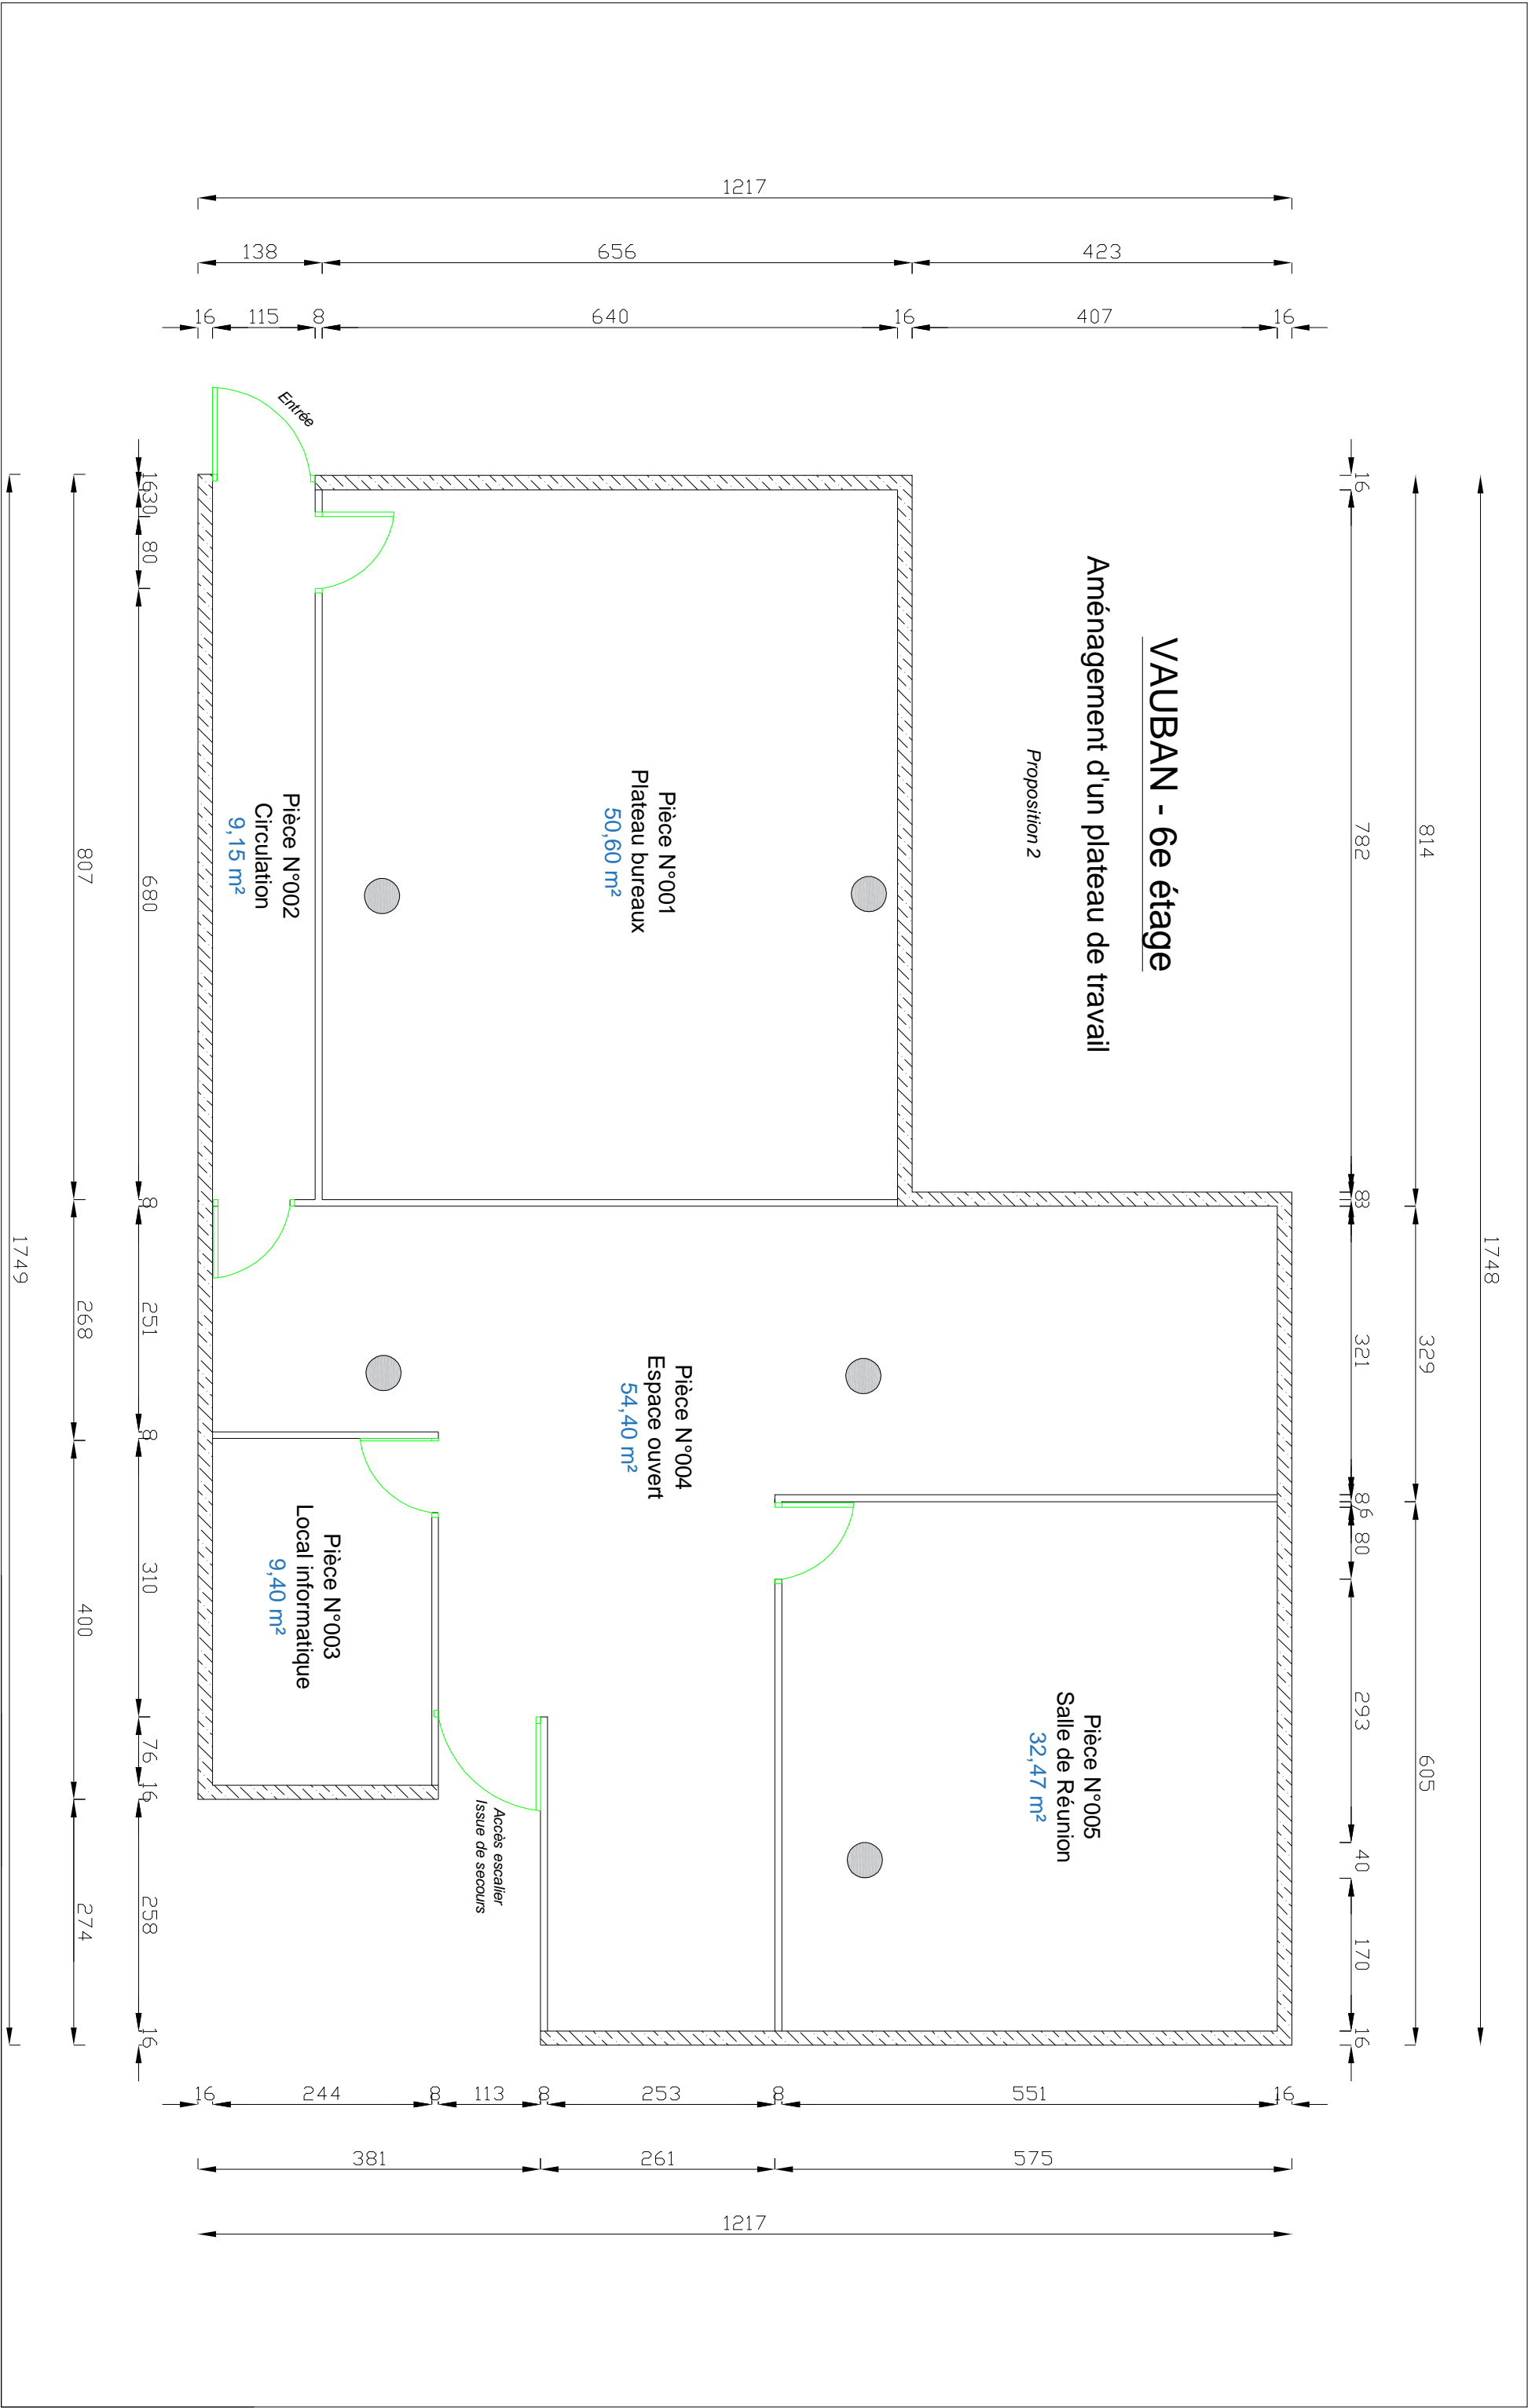 VAUBAN - 6e étage
Aménagement d'un plateau de travail
Proposition 2
1748
814
329
605
16
782
8
8
321
8
6
80
293
40
170
16
1217
138
656
423
16
115
8
640
16
407
16
Entrée
Pièce N°001
Plateau bureaux
50,60 m²
Pièce N°002
Circulation
9,15 m²
Pièce N°004
Espace ouvert
54,40 m²
Pièce N°003
Local informatique
9,40 m²
Pièce N°005
Salle de Réunion
32,47 m²
Accès escalier
Issue de secours
16
244
8
113
8
253
8
551
16
381
261
575
1217
16
30
80
680
8
251
8
310
76
16
258
16
807
268
400
274
1749